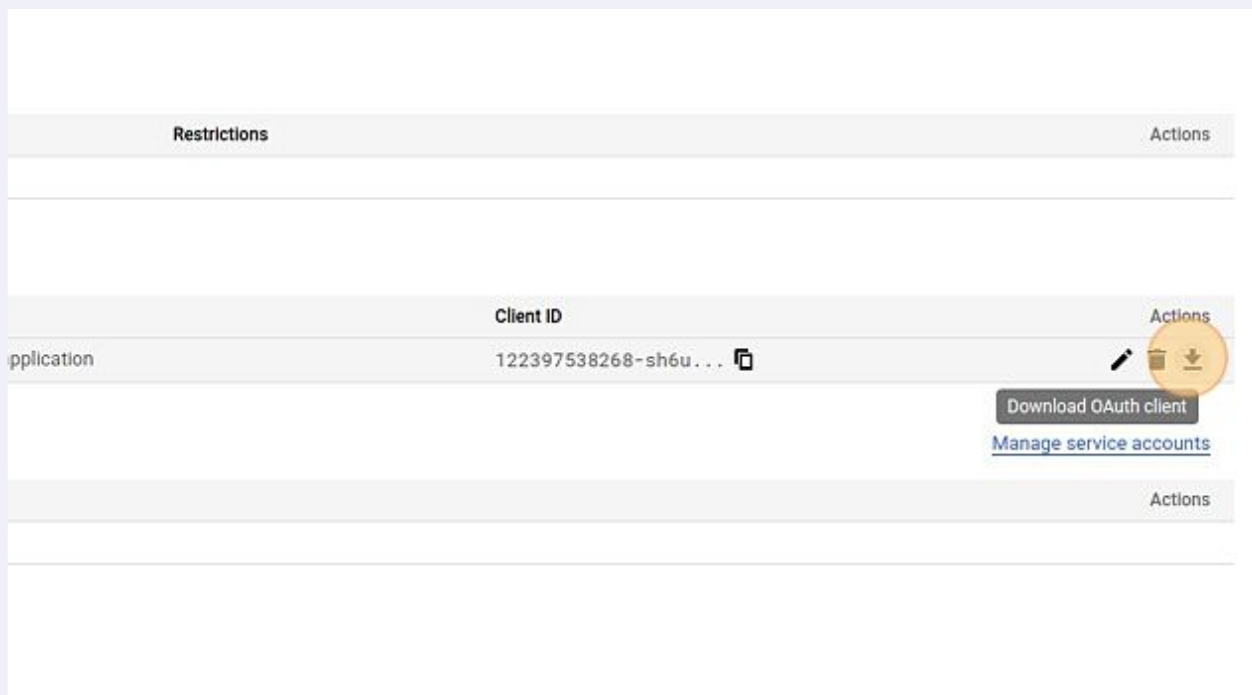 Restrictions Actions
Client ID Actions
pplication 122397538268-sh6u...
Download OAuth client
Manage service accounts
Actions